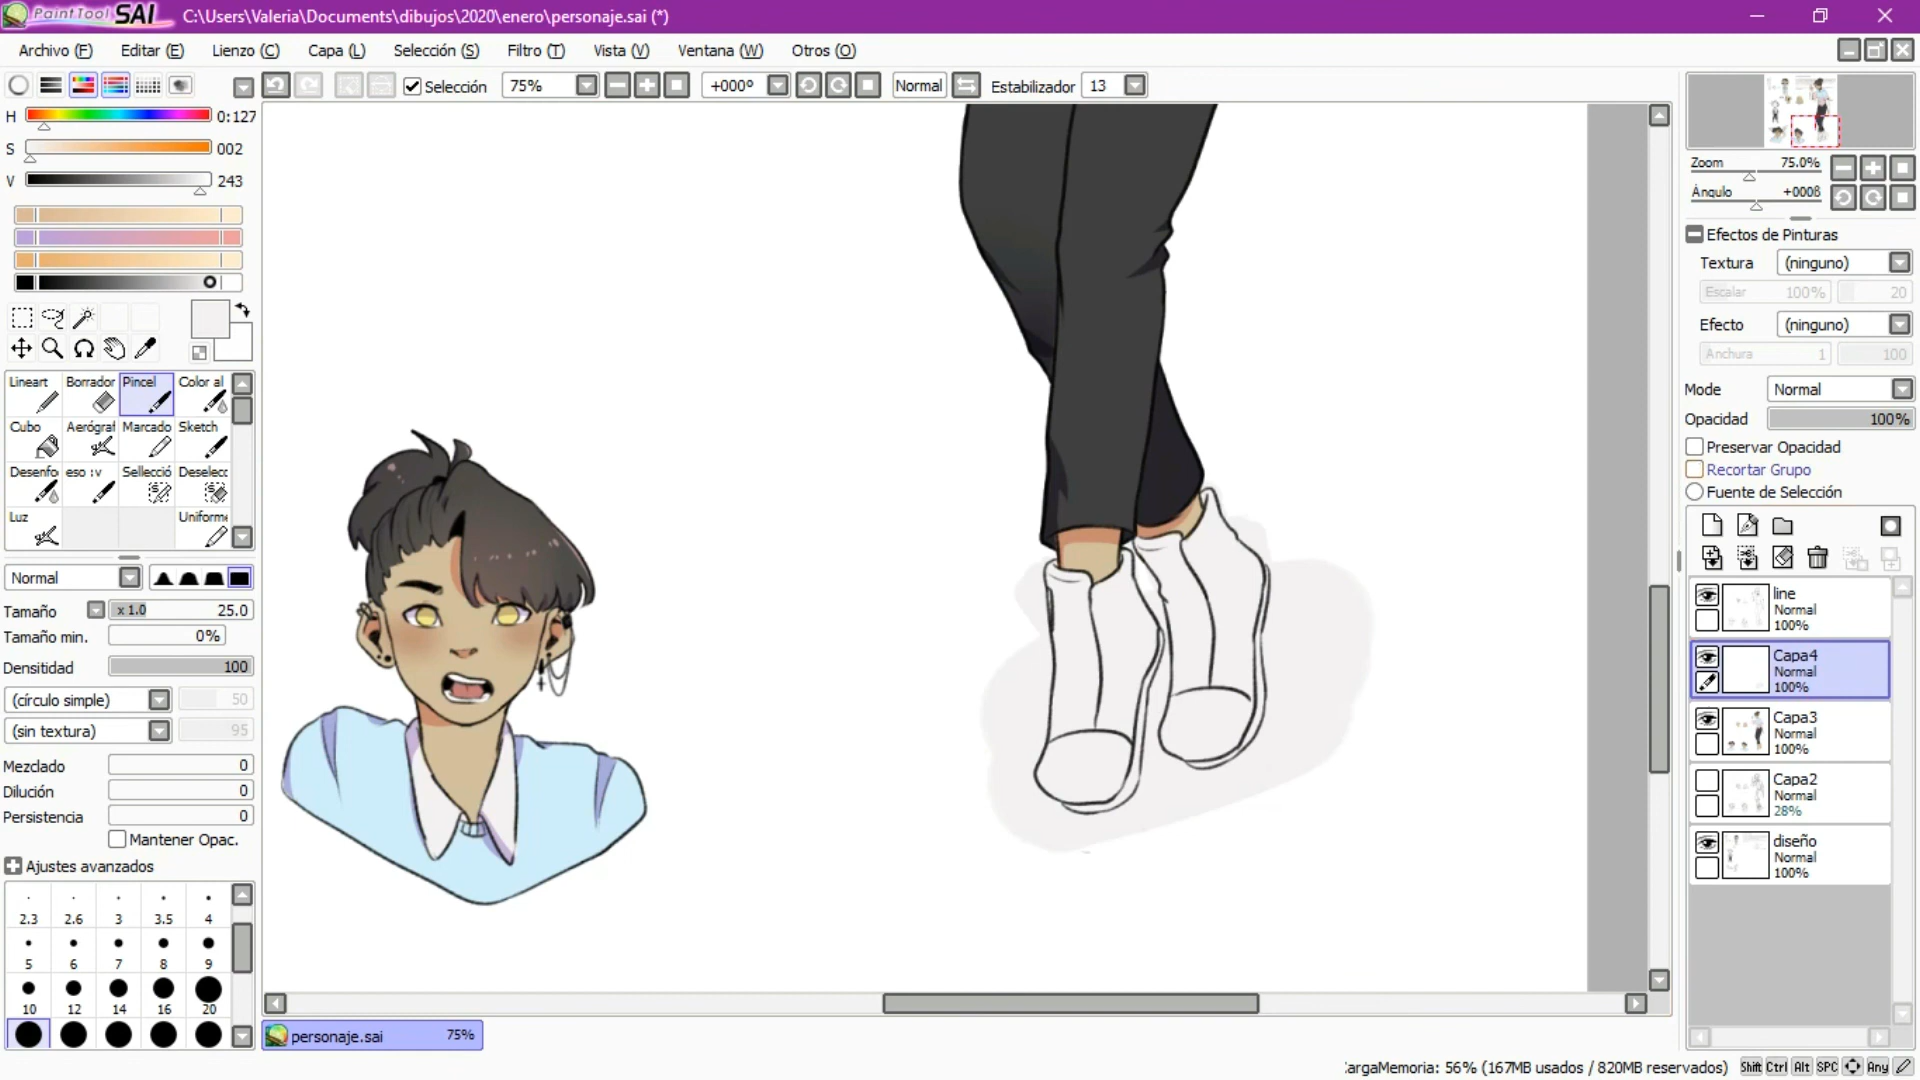 PaintTool SAI C:\Users\Valeria\Documents\dibujos\2020\enero\personaje.sai (*)
Archivo (F) Editar (E) Lienzo (C) Capa (L) Selección (S) Filtro (T) Vista (V) Ventana (W) Otros (O)
Selección 75% +000º Normal Estabilizador 13
H 0:127
S 002
V 243
Lineart Borrador Pincel Color al
Cubo Aerógraf Marcado Sketch
Desenfo eso :v Sellecció Deselecc
Luz Uniforme
Normal
Tamaño x 1.0 25.0
Tamaño min. 0%
Densitidad 100
(círculo simple) 50
(sin textura) 95
Mezclado 0
Dilución 0
Persistencia 0
Mantener Opac.
Ajustes avanzados
2.3 2.6 3 3.5 4
5 6 7 8 9
10 12 14 16 20
personaje.sai 75%
Zoom 75.0%
Ángulo +000ß
Efectos de Pinturas
Textura (ninguno)
Escalar 100% 20
Efecto (ninguno)
Anchura 1 100
Mode Normal
Opacidad 100%
Preservar Opacidad
Recortar Grupo
Fuente de Selección
line
Normal
100%
Capa4
Normal
100%
Capa3
Normal
100%
Capa2
Normal
28%
diseño
Normal
100%
argaMemoria: 56% (167MB usados / 820MB reservados) Shift Ctrl Alt SPC Any